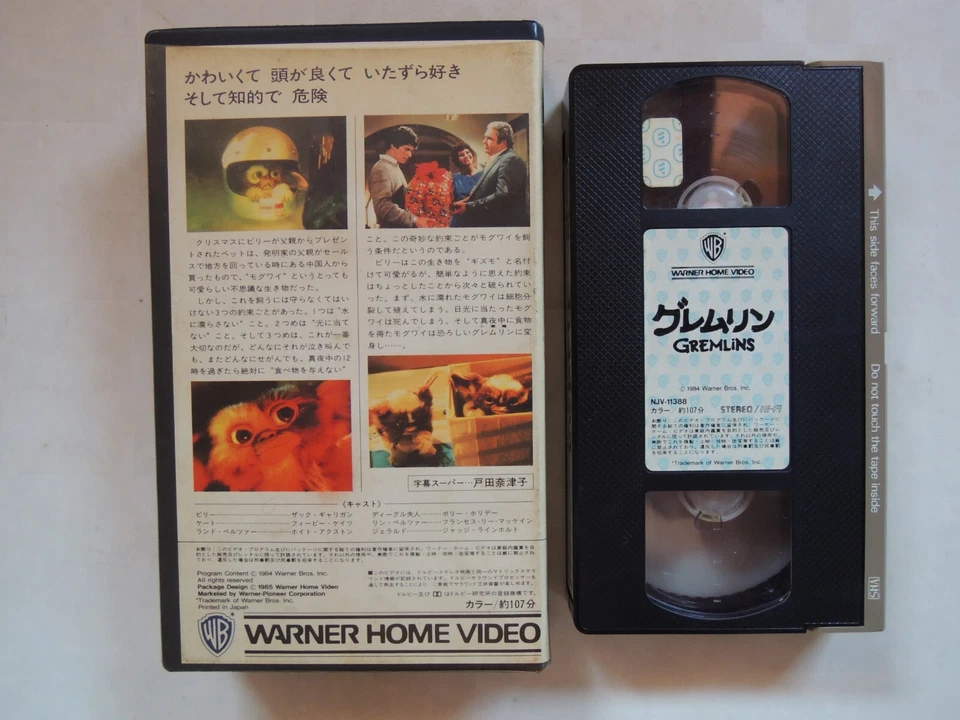 かわいくて 頭が良くて いたずら好き
そして知的で 危険
クリスマスにビリーが父親からプレゼン
トされたペットは、発明家の父親がセール
スで地方を回っている時にある中国人から
買ったもので、"モグワイ"というとっても
可愛らしい不思議な生き物だった。
しかし、これを飼うには守らなくてはいけ
けない3つの約束ごとがあった。1つは"水
に濡らさない"こと。2つめは"光に当て
ない"こと。そして3つめは、これが一番
大切なのだが、どんなにそれが泣き叫んで
も、またどんなにせがんでも、真夜中の12
時を過ぎたら絶対に"食べ物を与えない"
こと、この奇妙な約束ごとがモグワイを飼
う条件だというのである。
ビリーはこの生き物を"ギズモ"と名付
けて可愛がるが、簡単なように思えた約束
はちょっとしたことから次々と破られてい
った。まず、水に濡れたモグワイは細胞分
裂して殖えてしまう。日光に当たったモグ
ワイは死んでしまう。そして真夜中に食物
を得たモグワイは恐ろしいグレムリンに変
身し……。
字幕スーパー…戸田奈津子
《キャスト》
ビリー ザック・ギャリガン
ケート フィービー・ケイツ
ランド・ペルツァー ホイト・アクストン
ディーグル夫人 ポリー・ホリデー
リン・ペルツァー フランセス・リー・マッケイン
ジェラルド ジャッジ・ラインホルト
Program Content © 1984 Warner Bros. Inc.
All rights reserved
Package Design © 1985 Warner Home Video
Marketed by Warner-Pioneer Corporation
*Trademark of Warner Bros. Inc.
Printed in Japan
ドルビー及び は ドルビー研究所の登録商標です。
カラー/約107分
WB
WARNER HOME VIDEO
WB
WARNER HOME VIDEO
グレムリン
GREMLiNS
© 1984 Warner Bros. Inc.
NJV-11388
カラー/約107分 STEREO/HI-FI
*Trademark of Warner Bros. Inc.
This side faces forward
Do not touch the tape inside
VHS